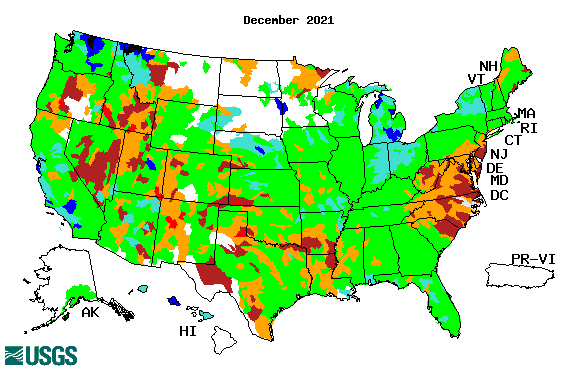 December 2021
NH
VT
MA
RI
CT
NJ
DE
MD
DC
PR-VI
AK
HI
USGS